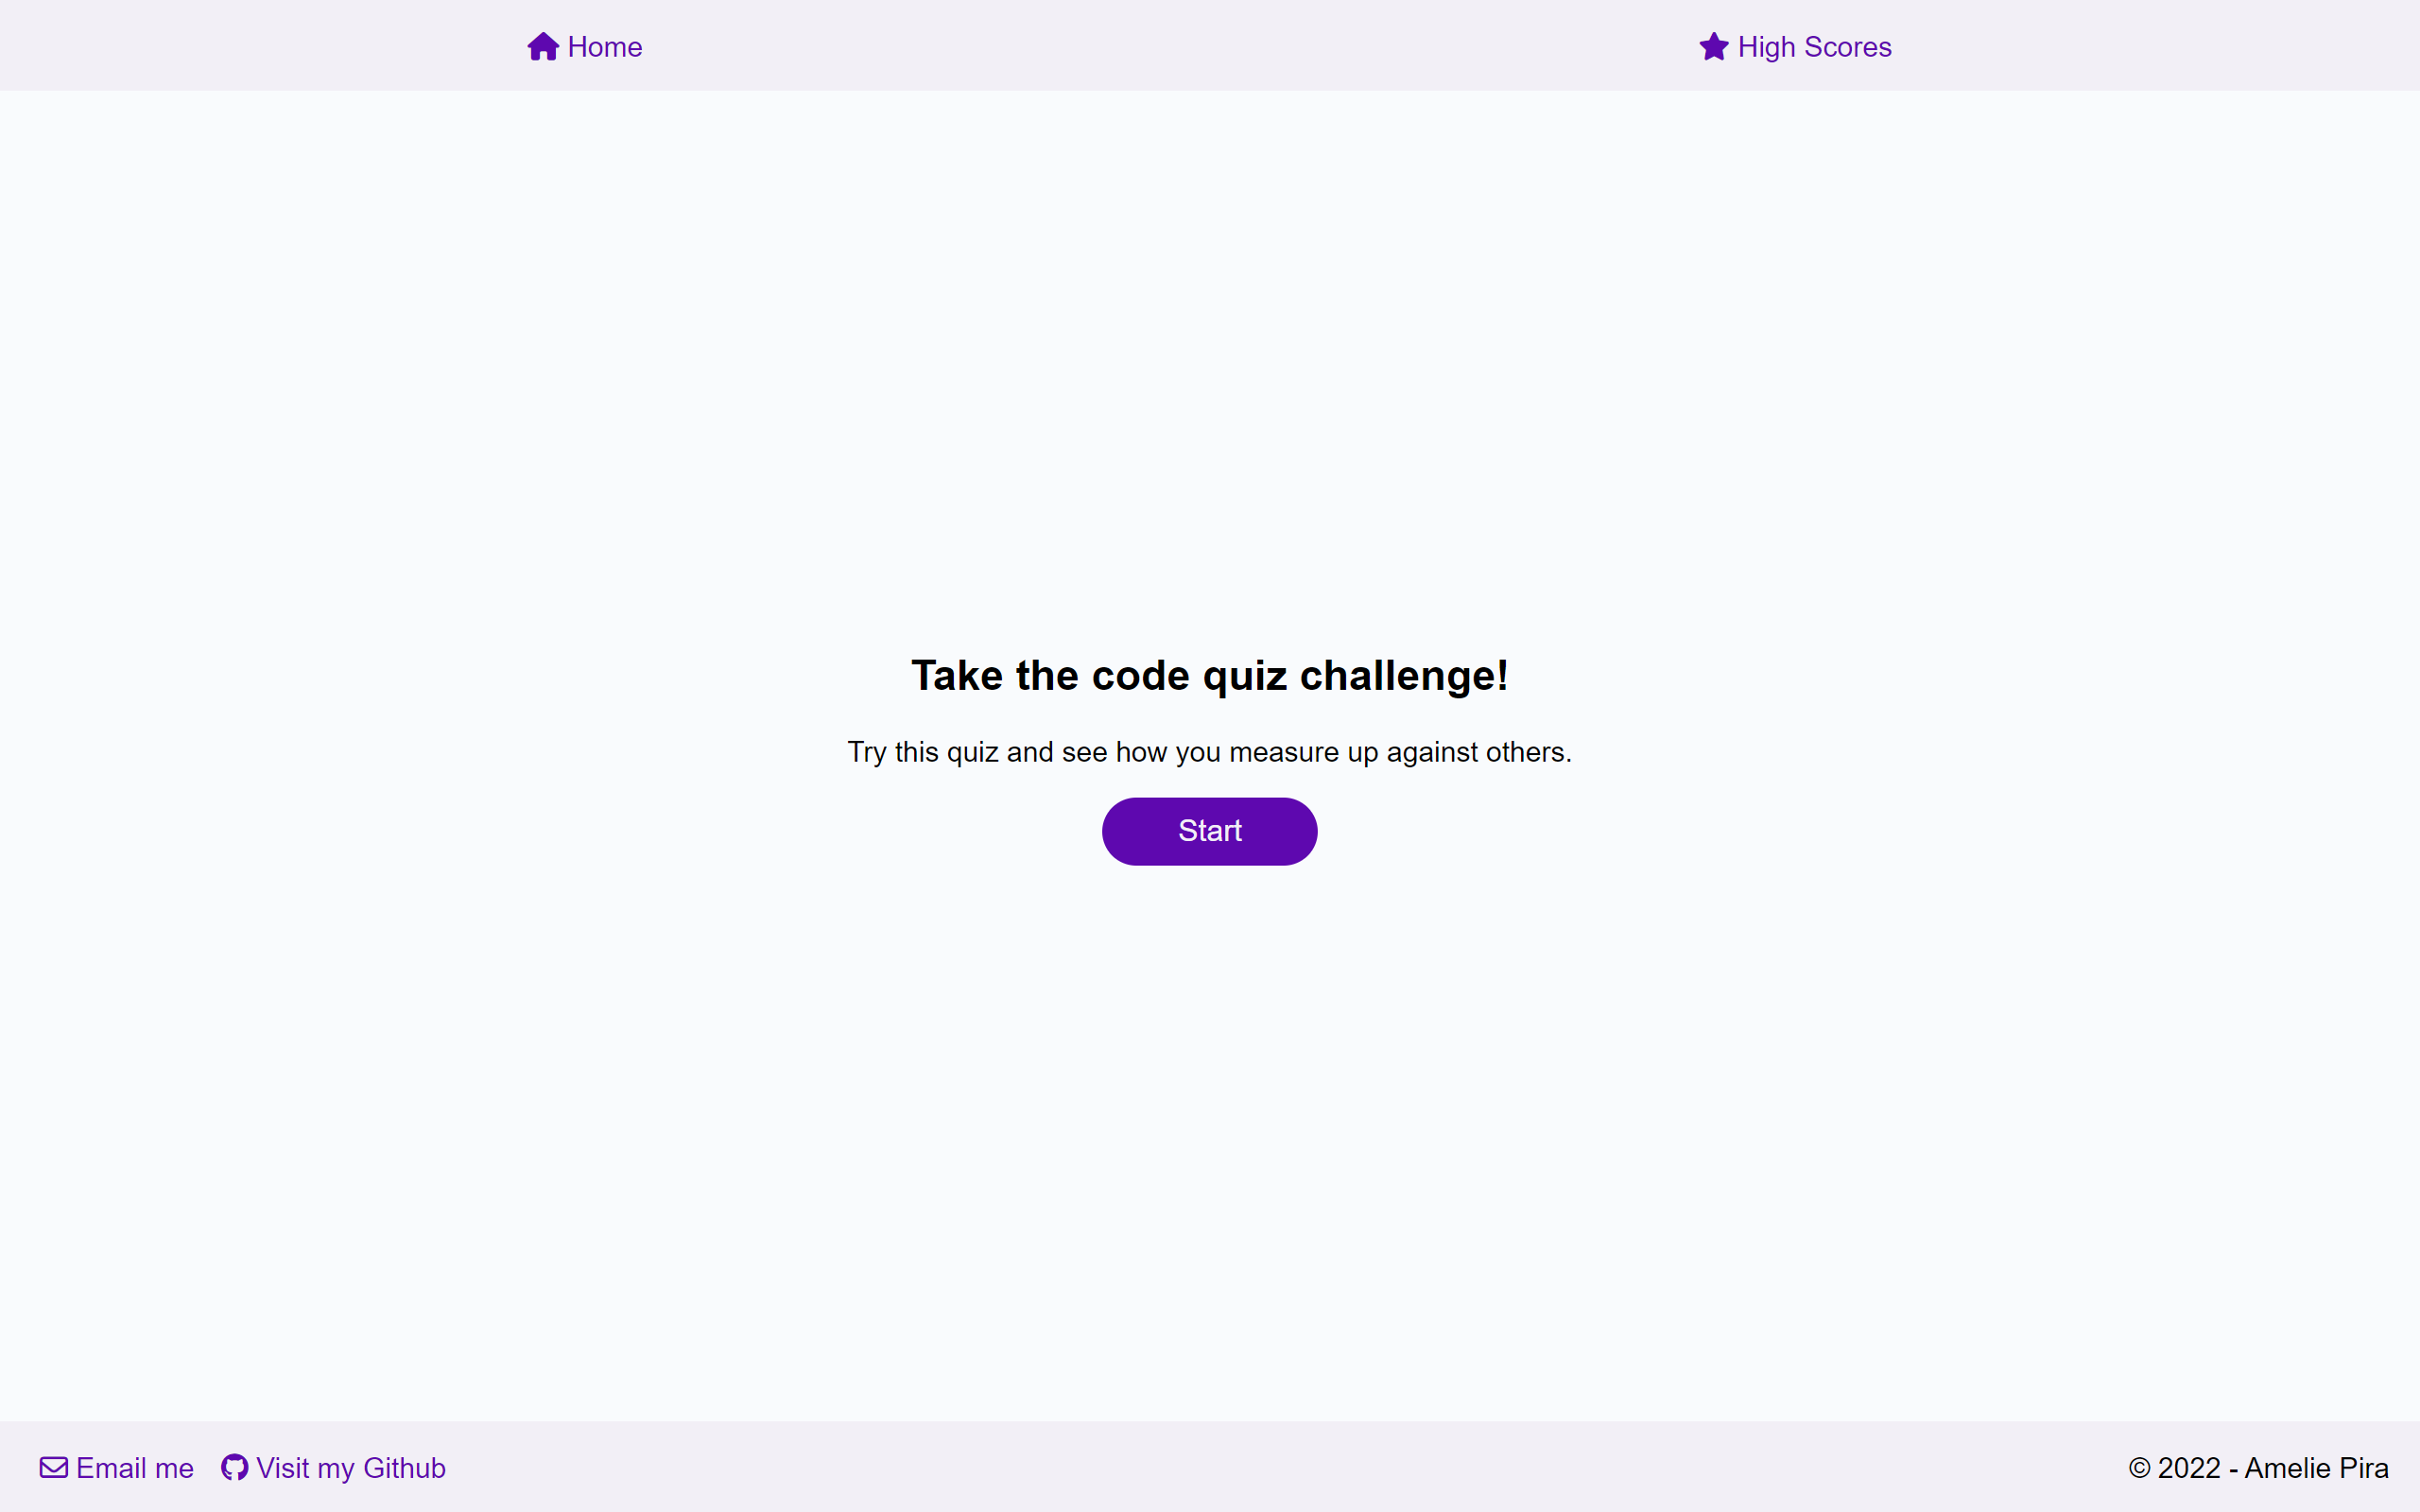 Home High Scores
Take the code quiz challenge!
Try this quiz and see how you measure up against others.
Start
Email me Visit my Github © 2022 - Amelie Pira